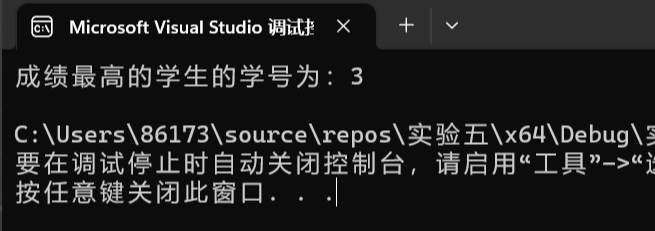 Microsoft Visual Studio 调试
成绩最高的学生的学号为: 3
C:\Users\86173\source\repos\实验五\x64\Debug\
要在调试停止时自动关闭控制台，请启用“工具”->“
按任意键关闭此窗口. . .